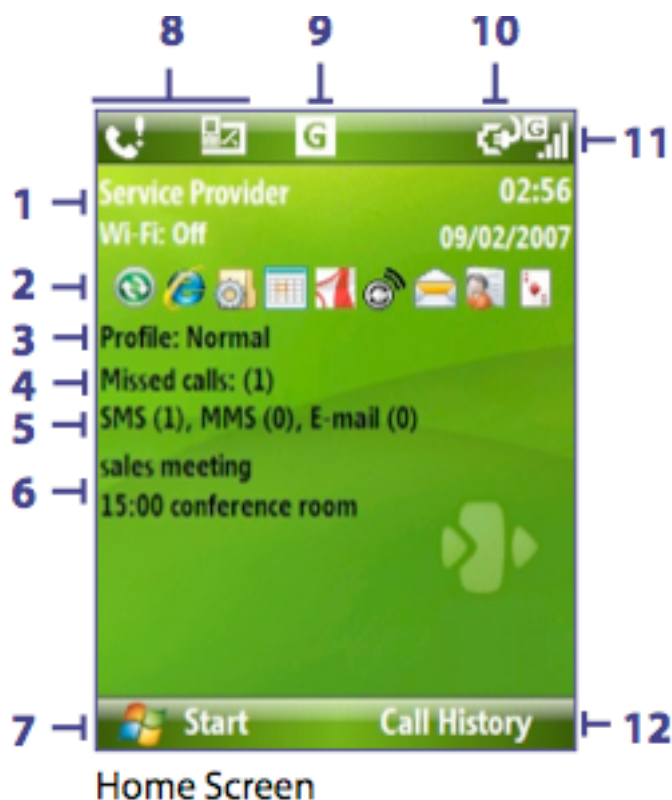 8 9 10
G G 11
1 Service Provider 02:56
Wi-Fi: Off 09/02/2007
2
3 Profile: Normal
4 Missed calls: (1)
5 SMS (1), MMS (0), E-mail (0)
6 sales meeting
15:00 conference room
7 Start Call History 12
Home Screen